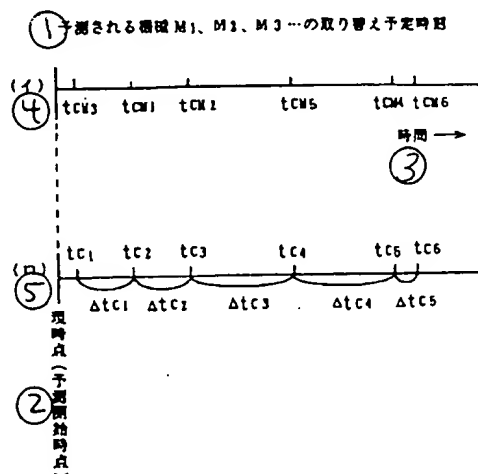 ① 予測される機械M1、M2、M3…の取り替え予定時刻
(イ)
④
tCM3 tCM1 tCM2 tCM5 tCM4 tCM6
時間 →
③
tC1 tC2 tC3 tC4 tC5 tC6
(ロ)
⑤
ΔtC1 ΔtC2 ΔtC3 ΔtC4 ΔtC5
② 現時点(予測開始時点